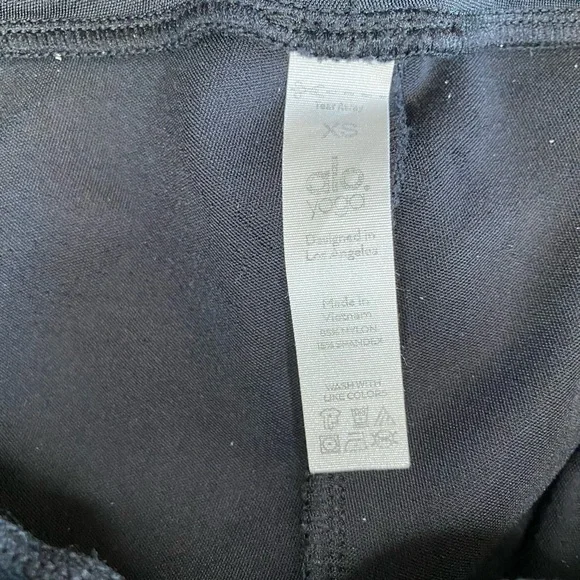 Tear Away
XS
alo.
yoga
Designed in
Los Angeles
Made in
Vietnam
85% NYLON
15% SPANDEX
WASH WITH
LIKE COLORS